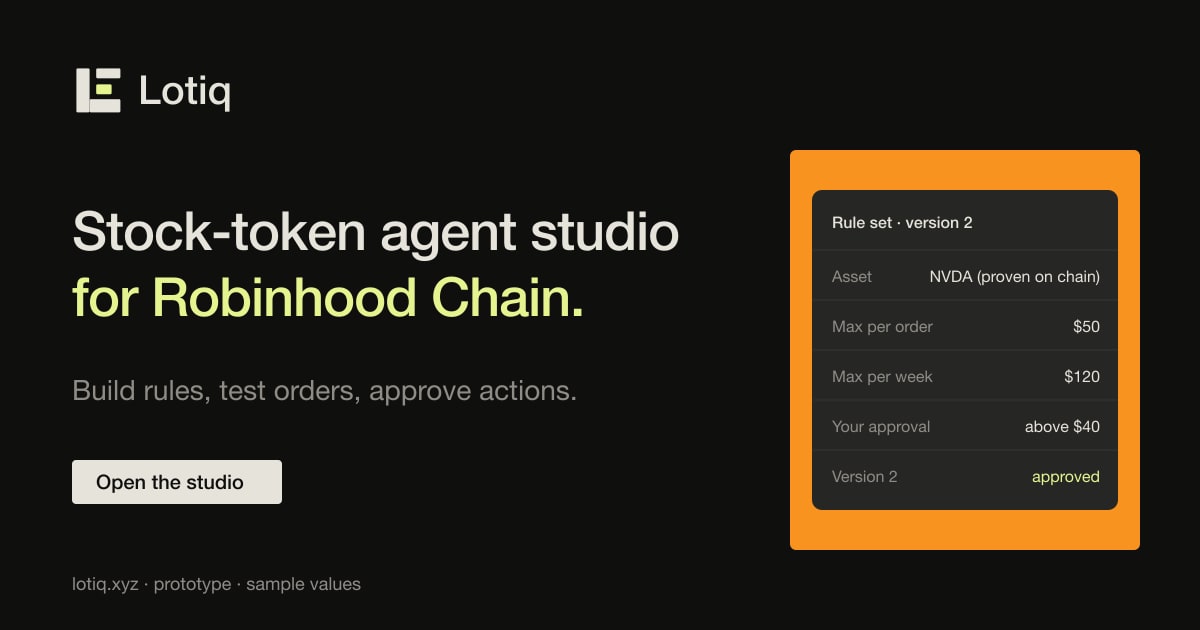 Lotiq
Stock-token agent studio
for Robinhood Chain.
Build rules, test orders, approve actions.
Open the studio
lotiq.xyz · prototype · sample values
Rule set · version 2
Asset NVDA (proven on chain)
Max per order $50
Max per week $120
Your approval above $40
Version 2 approved